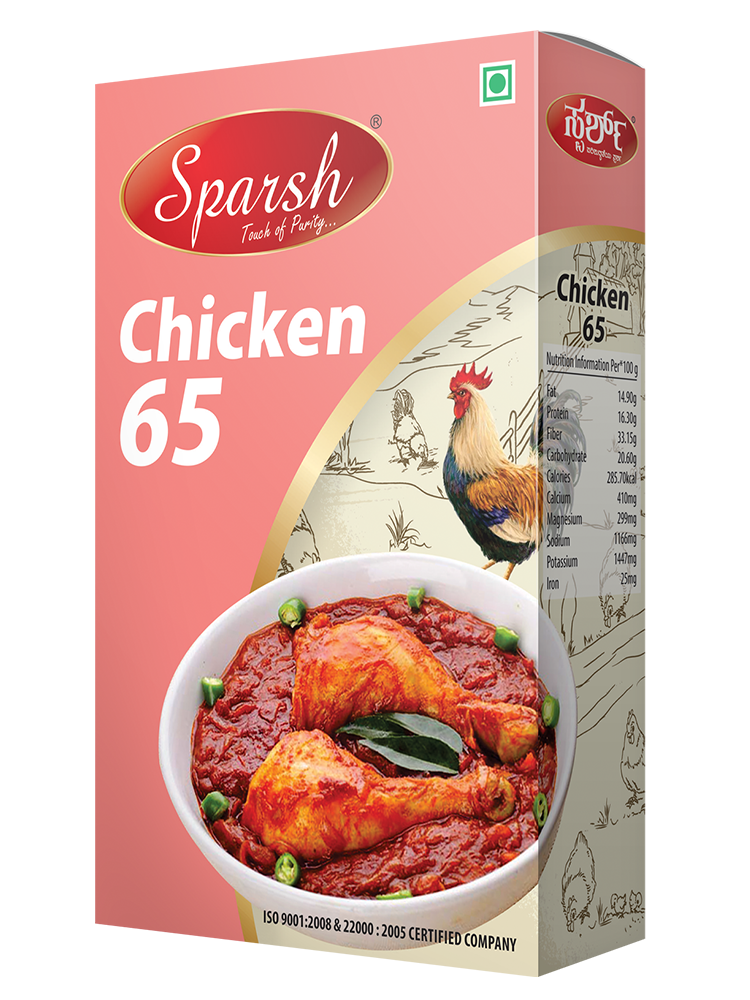 Sparsh
®
Touch of Purity...
Chicken
65
ISO 9001:2008 & 22000 : 2005 CERTIFIED COMPANY
ಸ್ಪರ್ಶ್
®
Chicken
65
Nutrition Information Per*100 g
Fat 14.90g
Protein 16.30g
Fiber 33.15g
Carbohydrate 20.60g
Calories 285.70kcal
Calcium 410mg
Magnesium 299mg
Sodium 1166mg
Potassium 1447mg
Iron 25mg